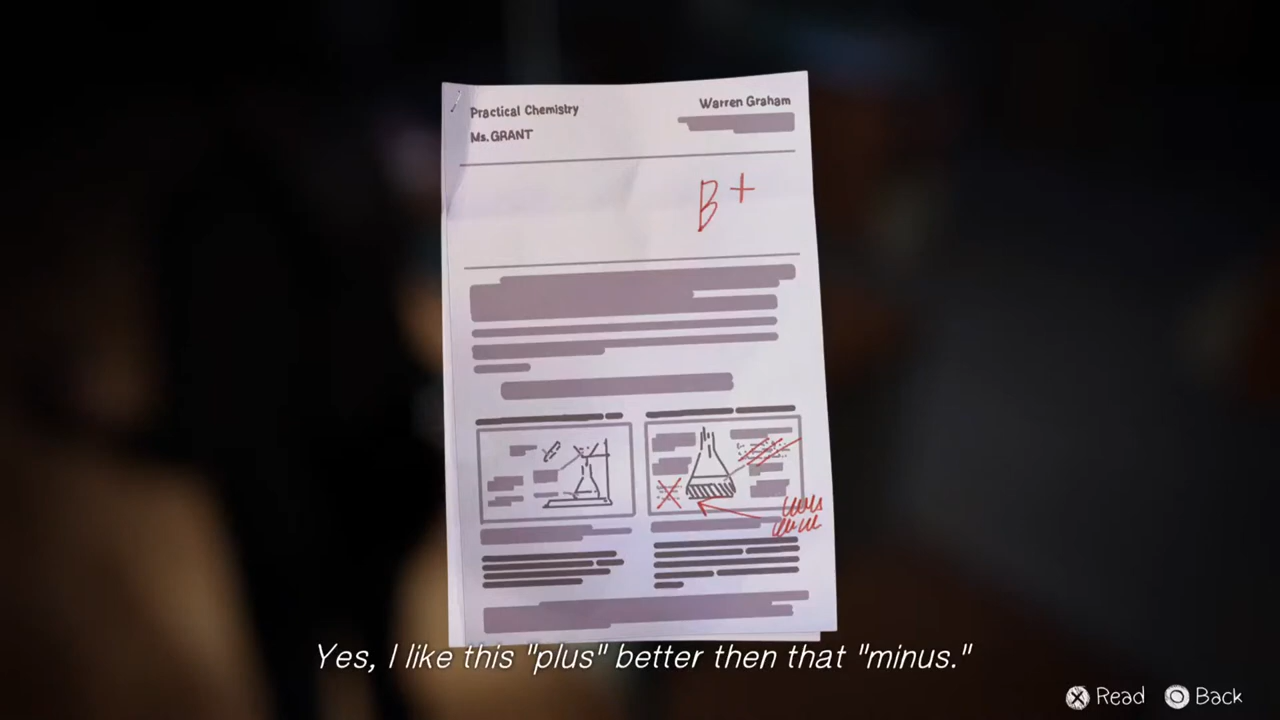 Practical Chemistry
Warren Graham
Ms. GRANT
B+
Yes, I like this "plus" better then that "minus."
Read Back